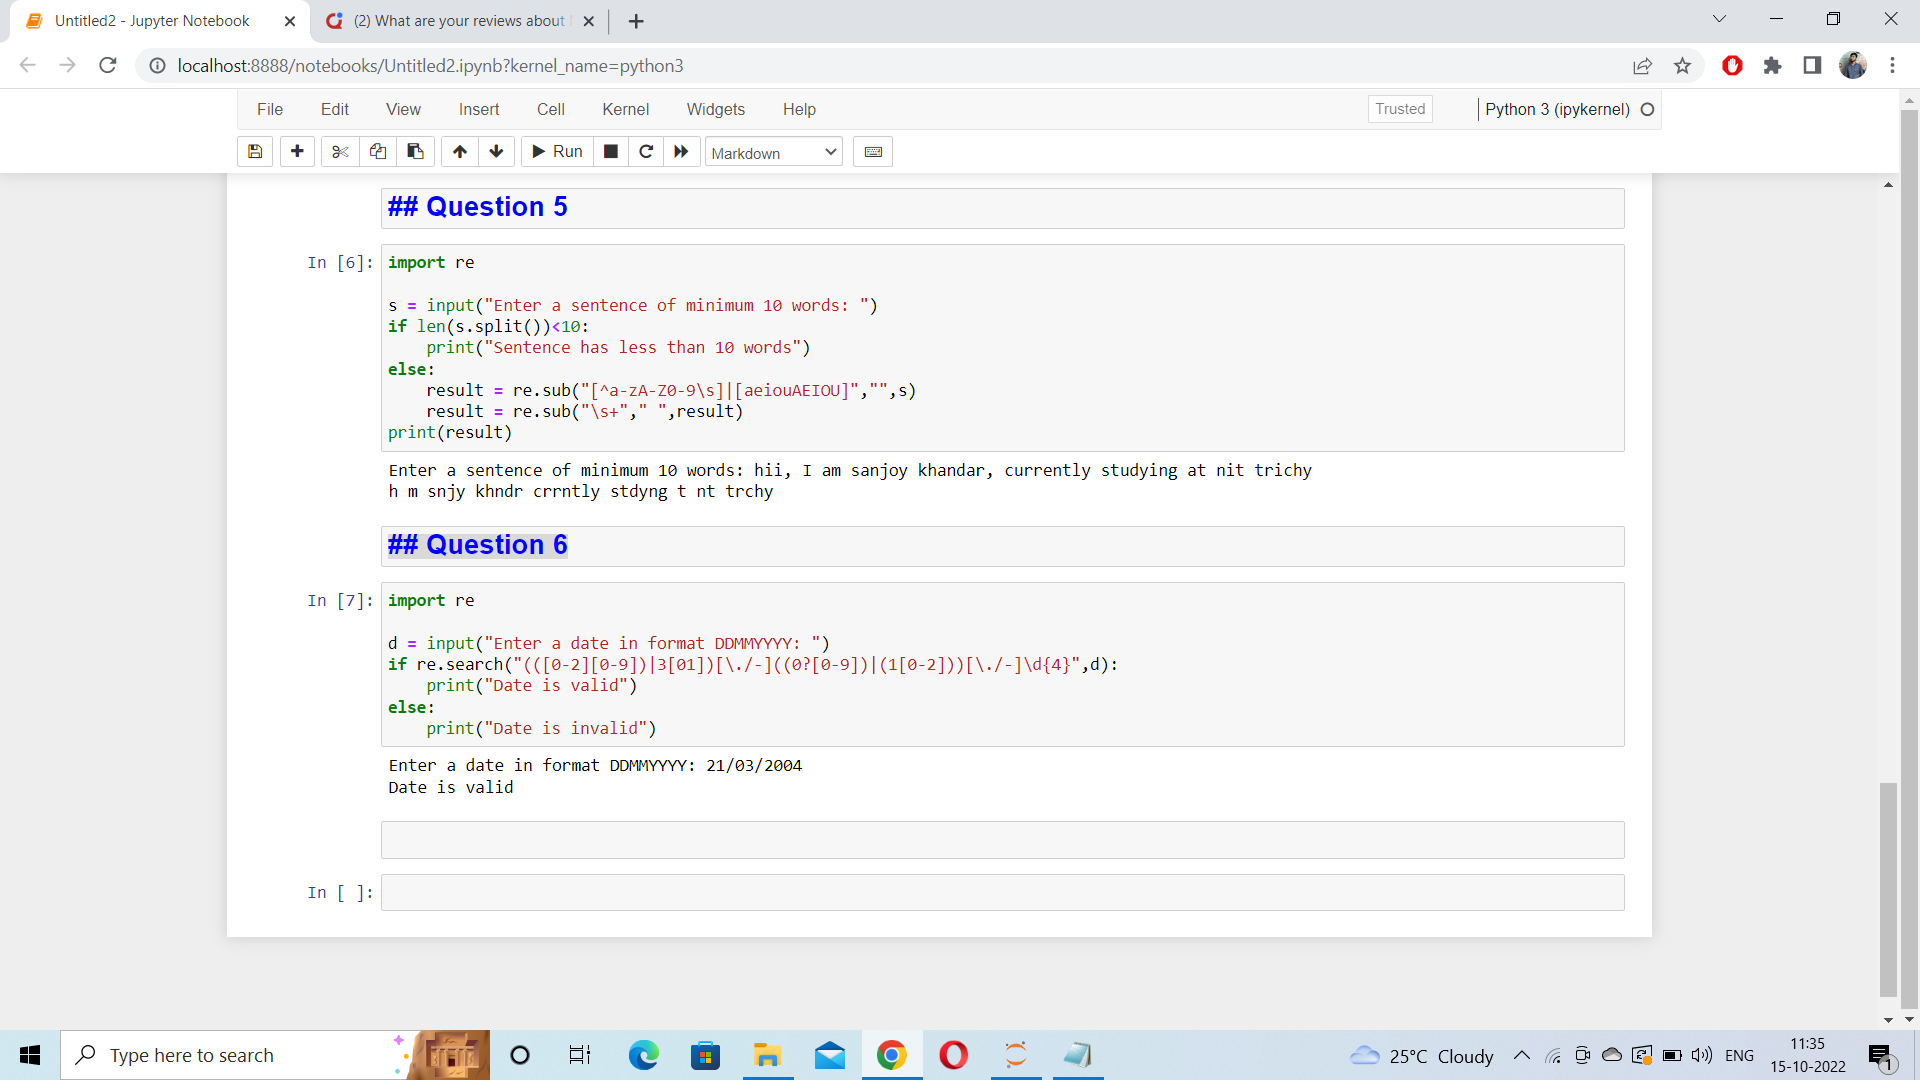 Untitled2 - Jupyter Notebook
(2) What are your reviews about
localhost:8888/notebooks/Untitled2.ipynb?kernel_name=python3
File Edit View Insert Cell Kernel Widgets Help Trusted Python 3 (ipykernel)
Run Markdown
## Question 5
In [6]:
import re
s = input("Enter a sentence of minimum 10 words: ")
if len(s.split())<10:
    print("Sentence has less than 10 words")
else:
    result = re.sub("[^a-zA-Z0-9\s]|[aeiouAEIOU]","",s)
    result = re.sub("\s+"," ",result)
print(result)
Enter a sentence of minimum 10 words: hii, I am sanjoy khandar, currently studying at nit trichy
h m snjy khndr crrntly stdyng t nt trchy
## Question 6
In [7]:
import re
d = input("Enter a date in format DDMMYYYY: ")
if re.search("(([0-2][0-9])|3[01])[\./-]((0?[0-9])|(1[0-2]))[\./-]\d{4}",d):
    print("Date is valid")
else:
    print("Date is invalid")
Enter a date in format DDMMYYYY: 21/03/2004
Date is valid
In [ ]:
Type here to search
25°C Cloudy
ENG
11:35
15-10-2022
1